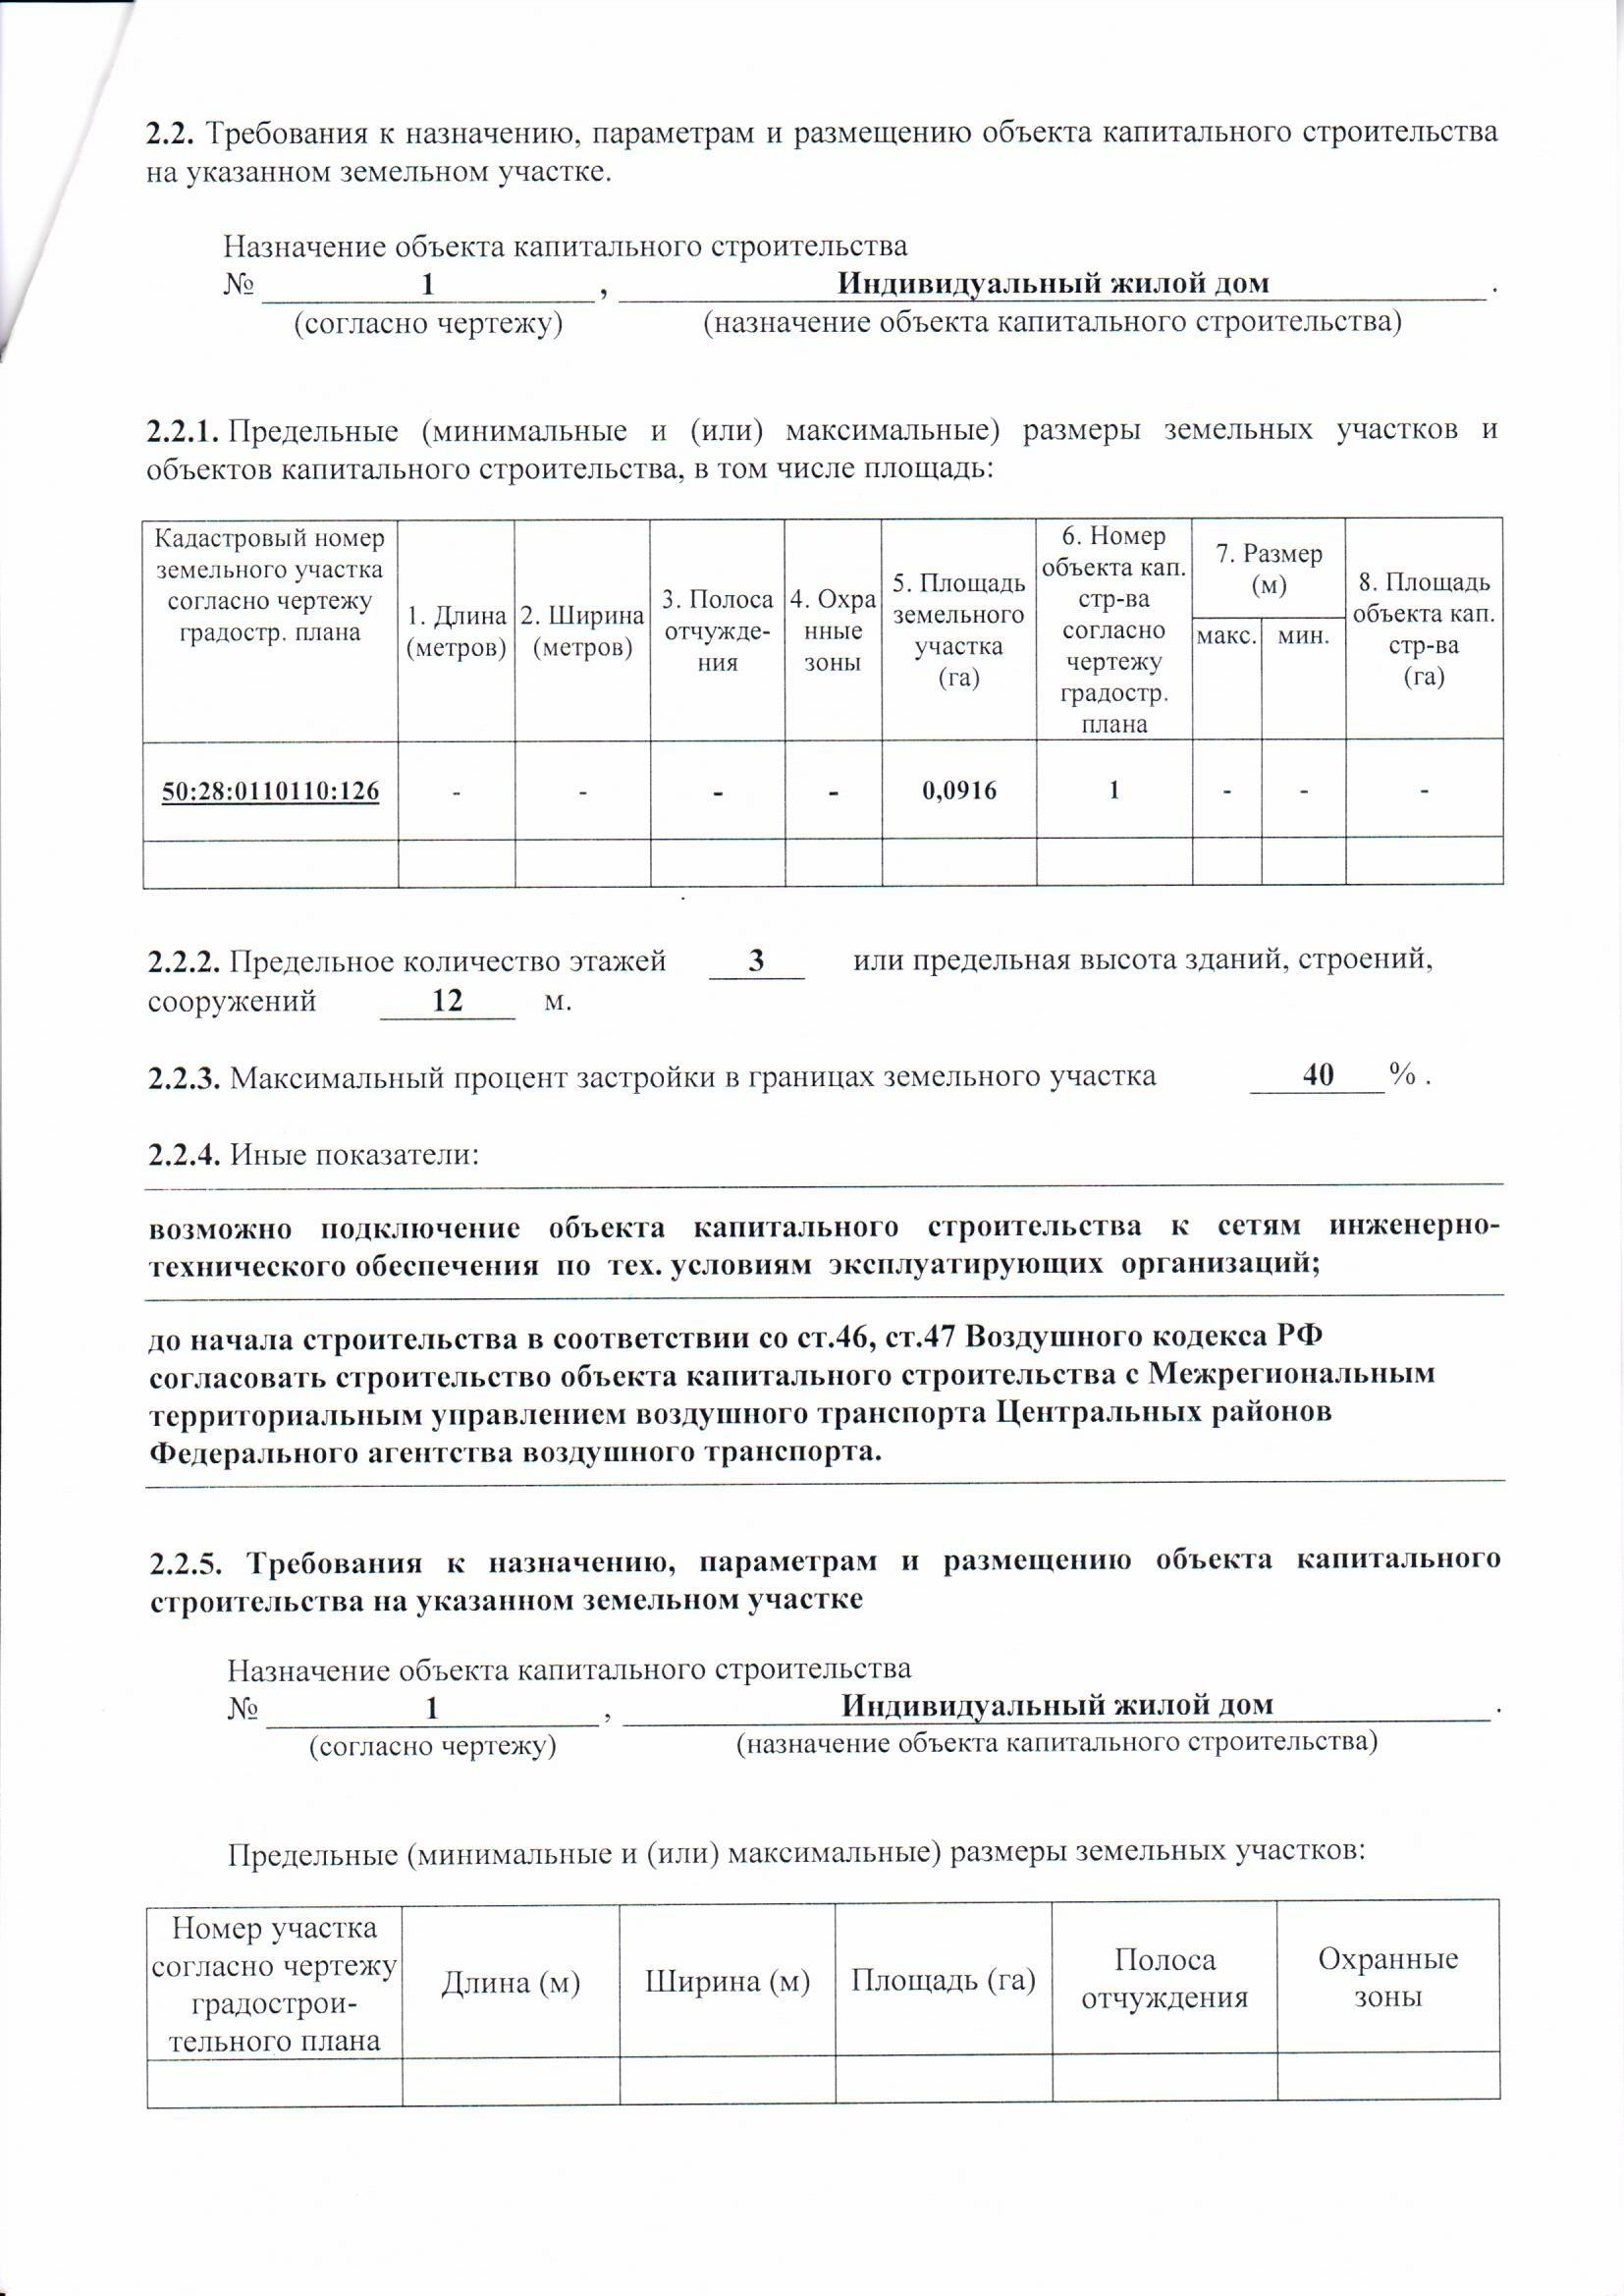 2.2. Требования к назначению, параметрам и размещению объекта капитального строительства
на указанном земельном участке.
Назначение объекта капитального строительства
№ 1 , Индивидуальный жилой дом .
(согласно чертежу) (назначение объекта капитального строительства)
2.2.1. Предельные (минимальные и (или) максимальные) размеры земельных участков и
объектов капитального строительства, в том числе площадь:
Кадастровый номер
земельного участка
согласно чертежу
градостр. плана
1. Длина
(метров)
2. Ширина
(метров)
3. Полоса
отчужде-
ния
4. Охра
нные
зоны
5. Площадь
земельного
участка
(га)
6. Номер
объекта кап.
стр-ва
согласно
чертежу
градостр.
плана
7. Размер
(м)
макс. мин.
8. Площадь
объекта кап.
стр-ва
(га)
50:28:0110110:126 - - - - 0,0916 1 - - -
2.2.2. Предельное количество этажей 3 или предельная высота зданий, строений,
сооружений 12 м.
2.2.3. Максимальный процент застройки в границах земельного участка 40 % .
2.2.4. Иные показатели:
возможно подключение объекта капитального строительства к сетям инженерно-
технического обеспечения по тех. условиям эксплуатирующих организаций;
до начала строительства в соответствии со ст.46, ст.47 Воздушного кодекса РФ
согласовать строительство объекта капитального строительства с Межрегиональным
территориальным управлением воздушного транспорта Центральных районов
Федерального агентства воздушного транспорта.
2.2.5. Требования к назначению, параметрам и размещению объекта капитального
строительства на указанном земельном участке
Назначение объекта капитального строительства
№ 1 , Индивидуальный жилой дом .
(согласно чертежу) (назначение объекта капитального строительства)
Предельные (минимальные и (или) максимальные) размеры земельных участков:
Номер участка
согласно чертежу
градострои-
тельного плана
Длина (м)
Ширина (м)
Площадь (га)
Полоса
отчуждения
Охранные
зоны